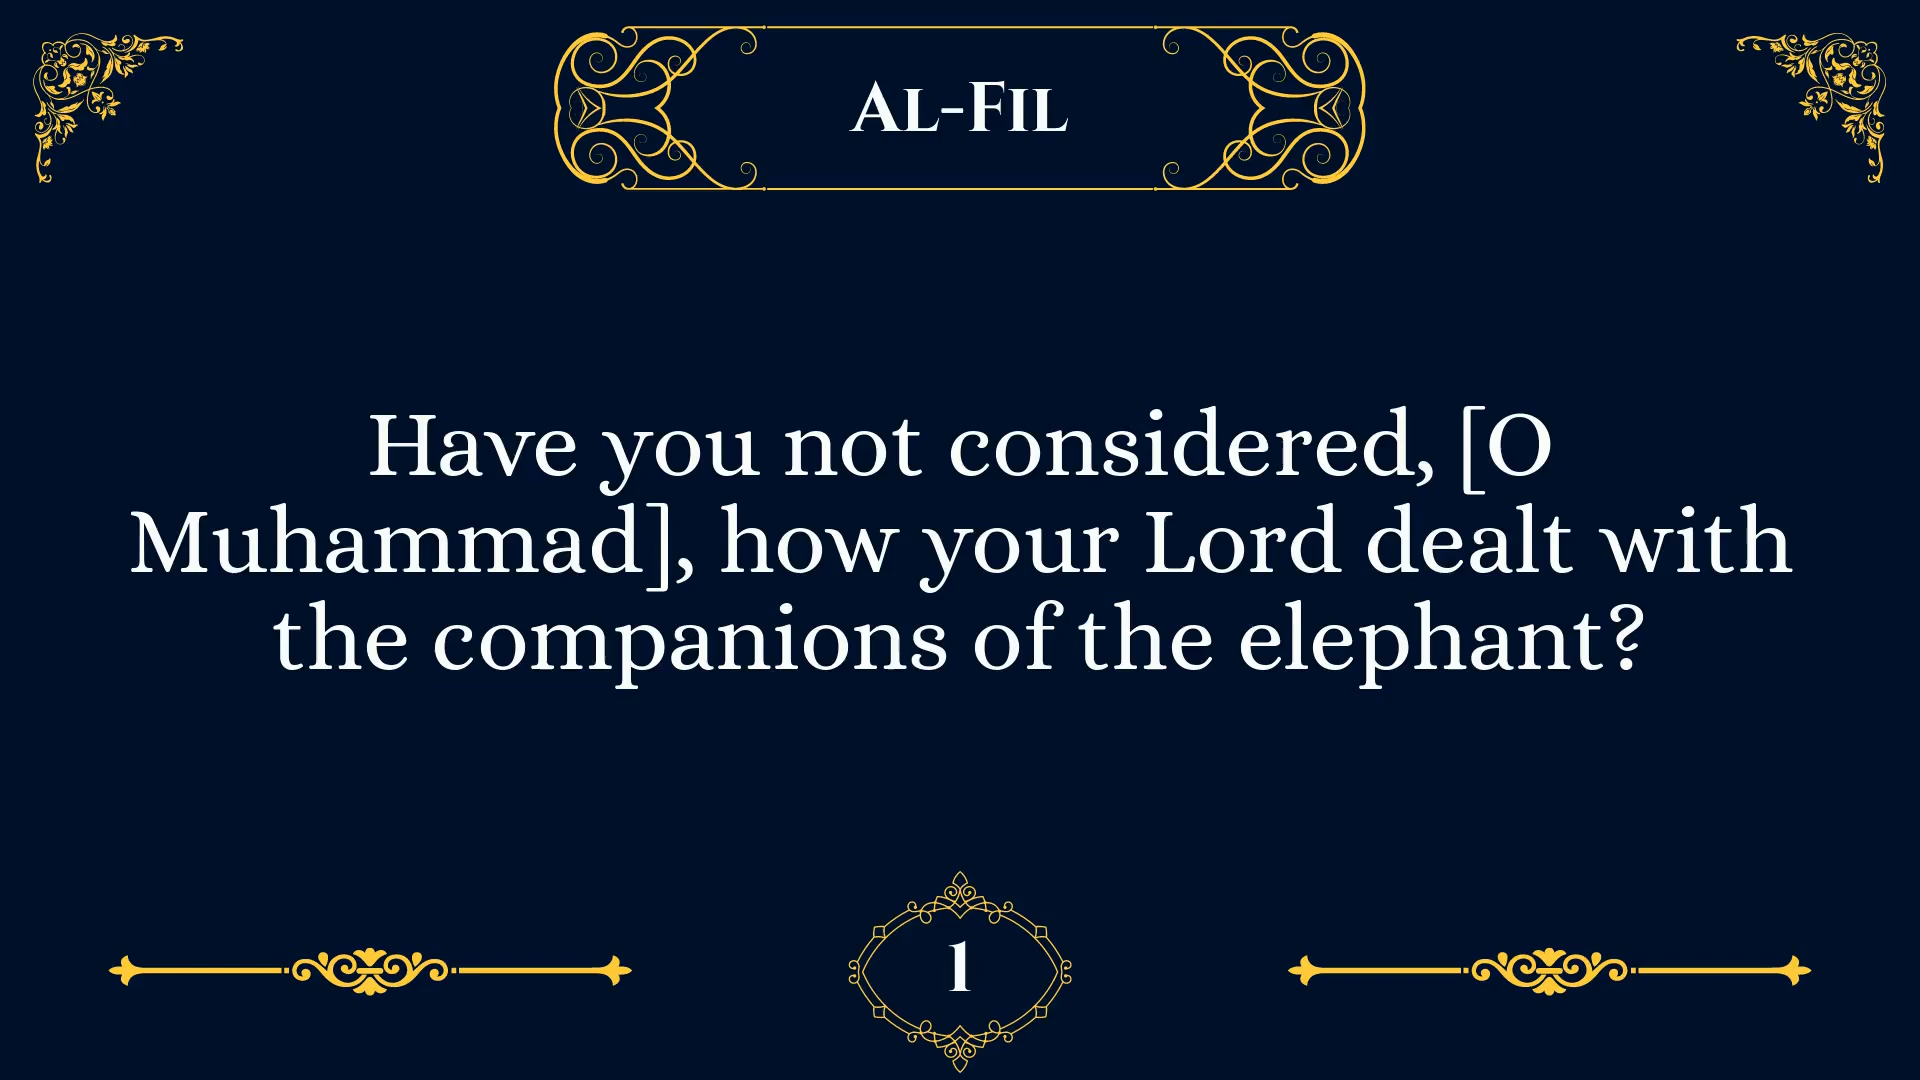 Al-Fil
Have you not considered, [O
Muhammad], how your Lord dealt with
the companions of the elephant?
1